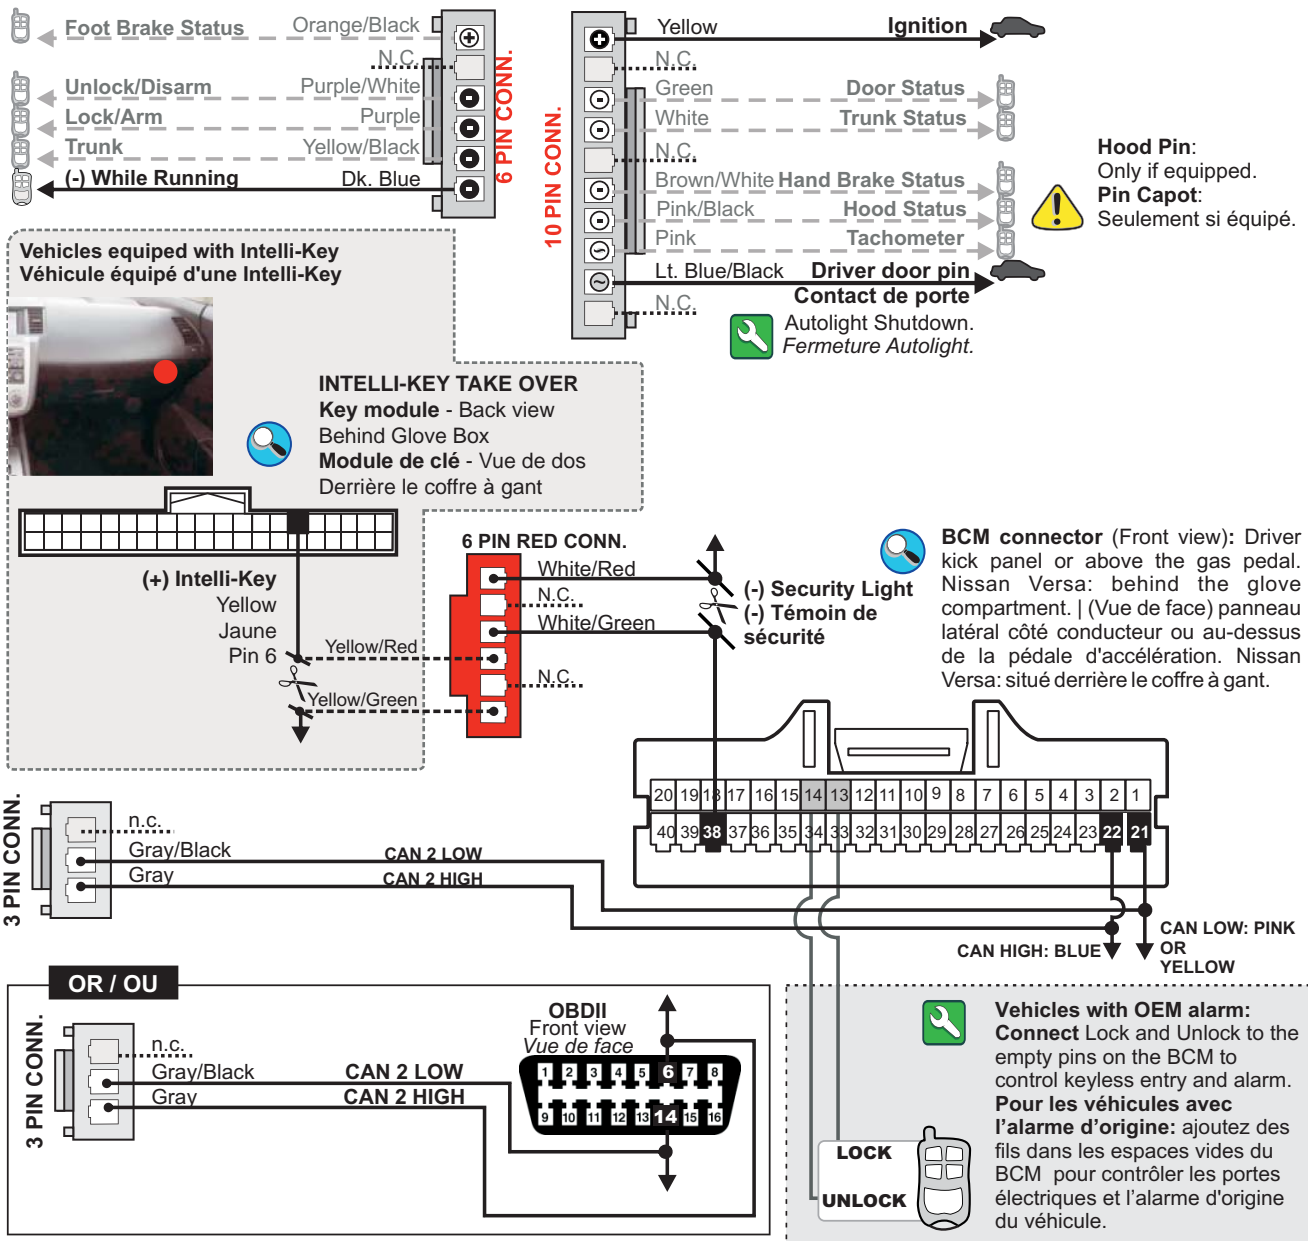 Foot Brake Status Orange/Black
N.C.
Unlock/Disarm Purple/White
Lock/Arm Purple
Trunk Yellow/Black
(-) While Running Dk. Blue
6 PIN CONN.
10 PIN CONN.
Yellow Ignition
N.C.
Green Door Status
White Trunk Status
N.C.
Brown/White Hand Brake Status
Pink/Black Hood Status
Pink Tachometer
Lt. Blue/Black Driver door pin
Contact de porte
N.C.
Autolight Shutdown.
Fermeture Autolight.
Hood Pin:
Only if equipped.
Pin Capot:
Seulement si équipé.
Vehicles equiped with Intelli-Key
Véhicule équipé d'une Intelli-Key
INTELLI-KEY TAKE OVER
Key module - Back view
Behind Glove Box
Module de clé - Vue de dos
Derrière le coffre à gant
(+) Intelli-Key
Yellow
Jaune
Pin 6
Yellow/Red
Yellow/Green
6 PIN RED CONN.
White/Red
N.C.
White/Green
N.C.
(-) Security Light
(-) Témoin de
sécurité
BCM connector (Front view): Driver
kick panel or above the gas pedal.
Nissan Versa: behind the glove
compartment. | (Vue de face) panneau
latéral côté conducteur ou au-dessus
de la pédale d'accélération. Nissan
Versa: situé derrière le coffre à gant.
20 19 18 17 16 15 14 13 12 11 10 9 8 7 6 5 4 3 2 1
40 39 38 37 36 35 34 33 32 31 30 29 28 27 26 25 24 23 22 21
3 PIN CONN.
n.c.
Gray/Black CAN 2 LOW
Gray CAN 2 HIGH
CAN HIGH: BLUE
CAN LOW: PINK
OR
YELLOW
OR / OU
3 PIN CONN.
n.c.
Gray/Black CAN 2 LOW
Gray CAN 2 HIGH
OBDII
Front view
Vue de face
1 2 3 4 5 6 7 8
9 10 11 12 13 14 15 16
Vehicles with OEM alarm:
Connect Lock and Unlock to the
empty pins on the BCM to
control keyless entry and alarm.
Pour les véhicules avec
l'alarme d'origine: ajoutez des
fils dans les espaces vides du
BCM pour contrôler les portes
électriques et l'alarme d'origine
du véhicule.
LOCK
UNLOCK